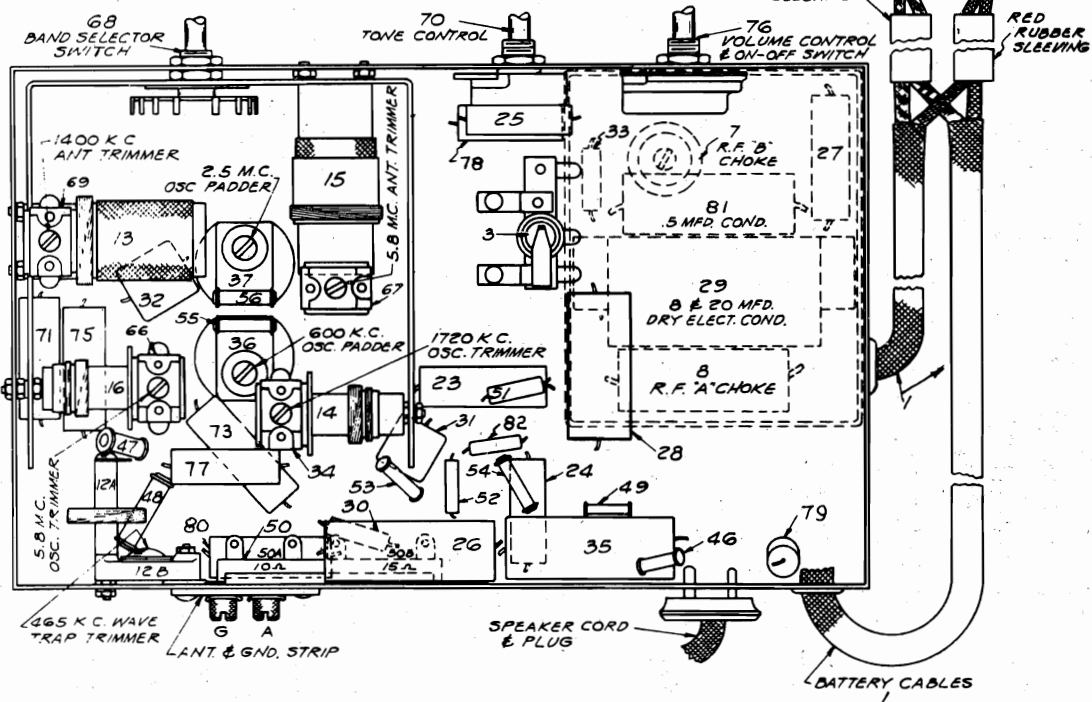 68
BAND SELECTOR
SWITCH
70
TONE CONTROL
76
VOLUME CONTROL
& ON-OFF SWITCH
RED
RUBBER
SLEEVING
1400 K C
ANT TRIMMER
69
13
32
2.5 M.C.
OSC PADDER
37
56
15
5.8 M.C. ANT. TRIMMER
67
25
78
3
33
7
R.F. "B"
CHOKE
27
81
.5 MFD. COND.
29
8 & 20 MFD.
DRY ELECT. COND.
8
R.F. "A" CHOKE
1
71
75
66
16
55
36
600 K.C.
OSC. PADDER
1720 K C.
OSC. TRIMMER
14
34
73
77
23
51
31
82
53
52
54
24
28
49
47
12A
48
5.8 M.C.
OSC. TRIMMER
12B
80
50
50A
10Ω
30
50B
15Ω
26
35
46
79
465 K C. WAVE
TRAP TRIMMER
G
A
ANT. & GND. STRIP
SPEAKER CORD
& PLUG
BATTERY CABLES